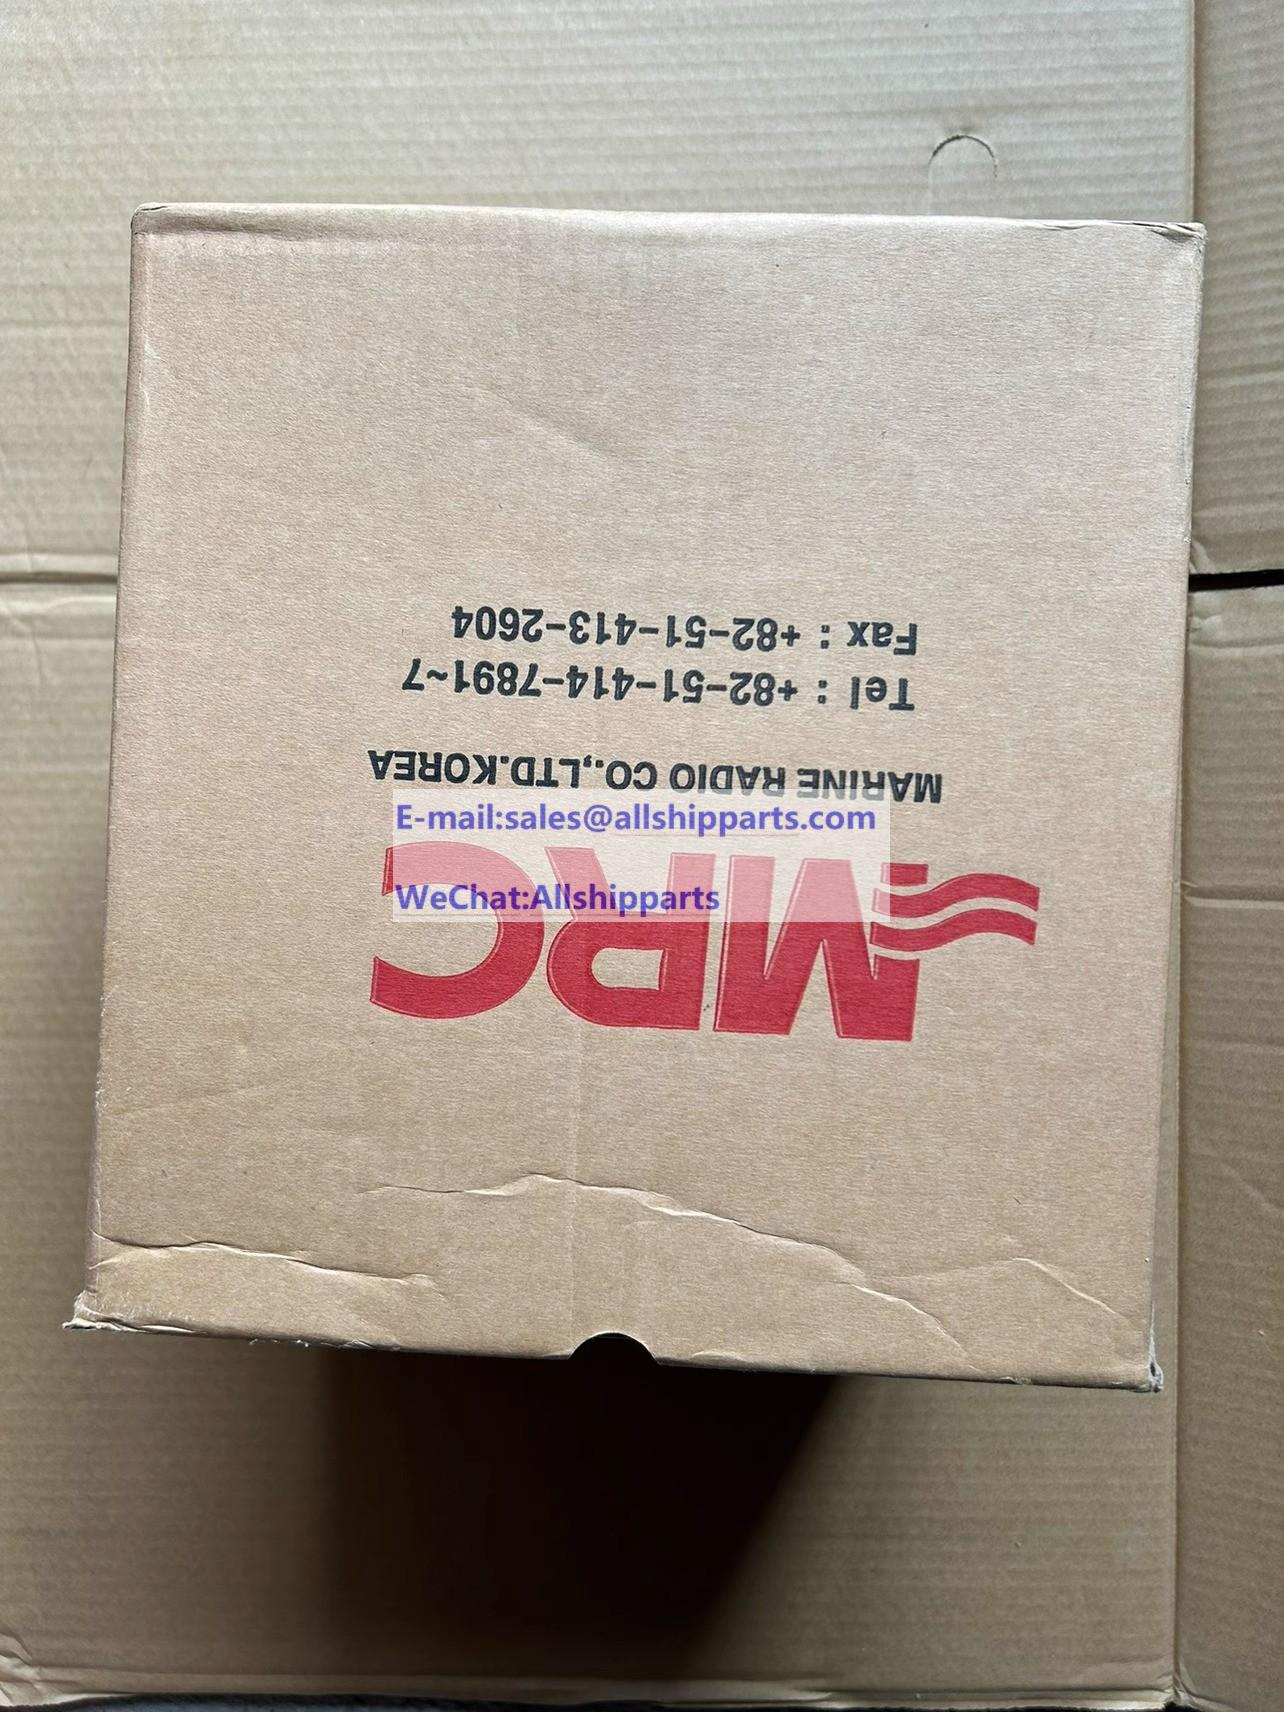 MRC
MARINE RADIO CO.,LTD.KOREA
Tel : +82-51-414-7891~7
Fax : +82-51-413-2604
E-mail:sales@allshipparts.com
WeChat:Allshipparts